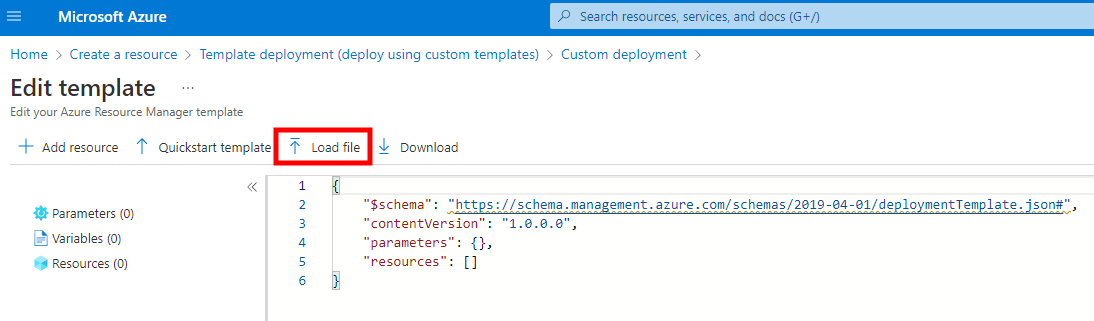 Microsoft Azure
Search resources, services, and docs (G+/)
Home > Create a resource > Template deployment (deploy using custom templates) > Custom deployment >
Edit template ...
Edit your Azure Resource Manager template
+ Add resource ↑ Quickstart template Load file ↓ Download
«
Parameters (0)
Variables (0)
Resources (0)
1 {
2 "$schema": "https://schema.management.azure.com/schemas/2019-04-01/deploymentTemplate.json#",
3 "contentVersion": "1.0.0.0",
4 "parameters": {},
5 "resources": []
6 }